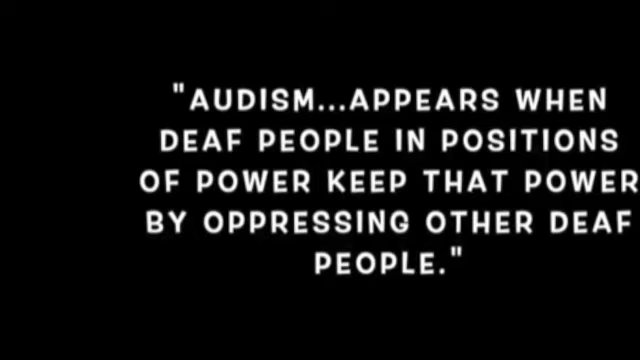 "AUDISM...APPEARS WHEN
DEAF PEOPLE IN POSITIONS
OF POWER KEEP THAT POWER
BY OPPRESSING OTHER DEAF
PEOPLE."